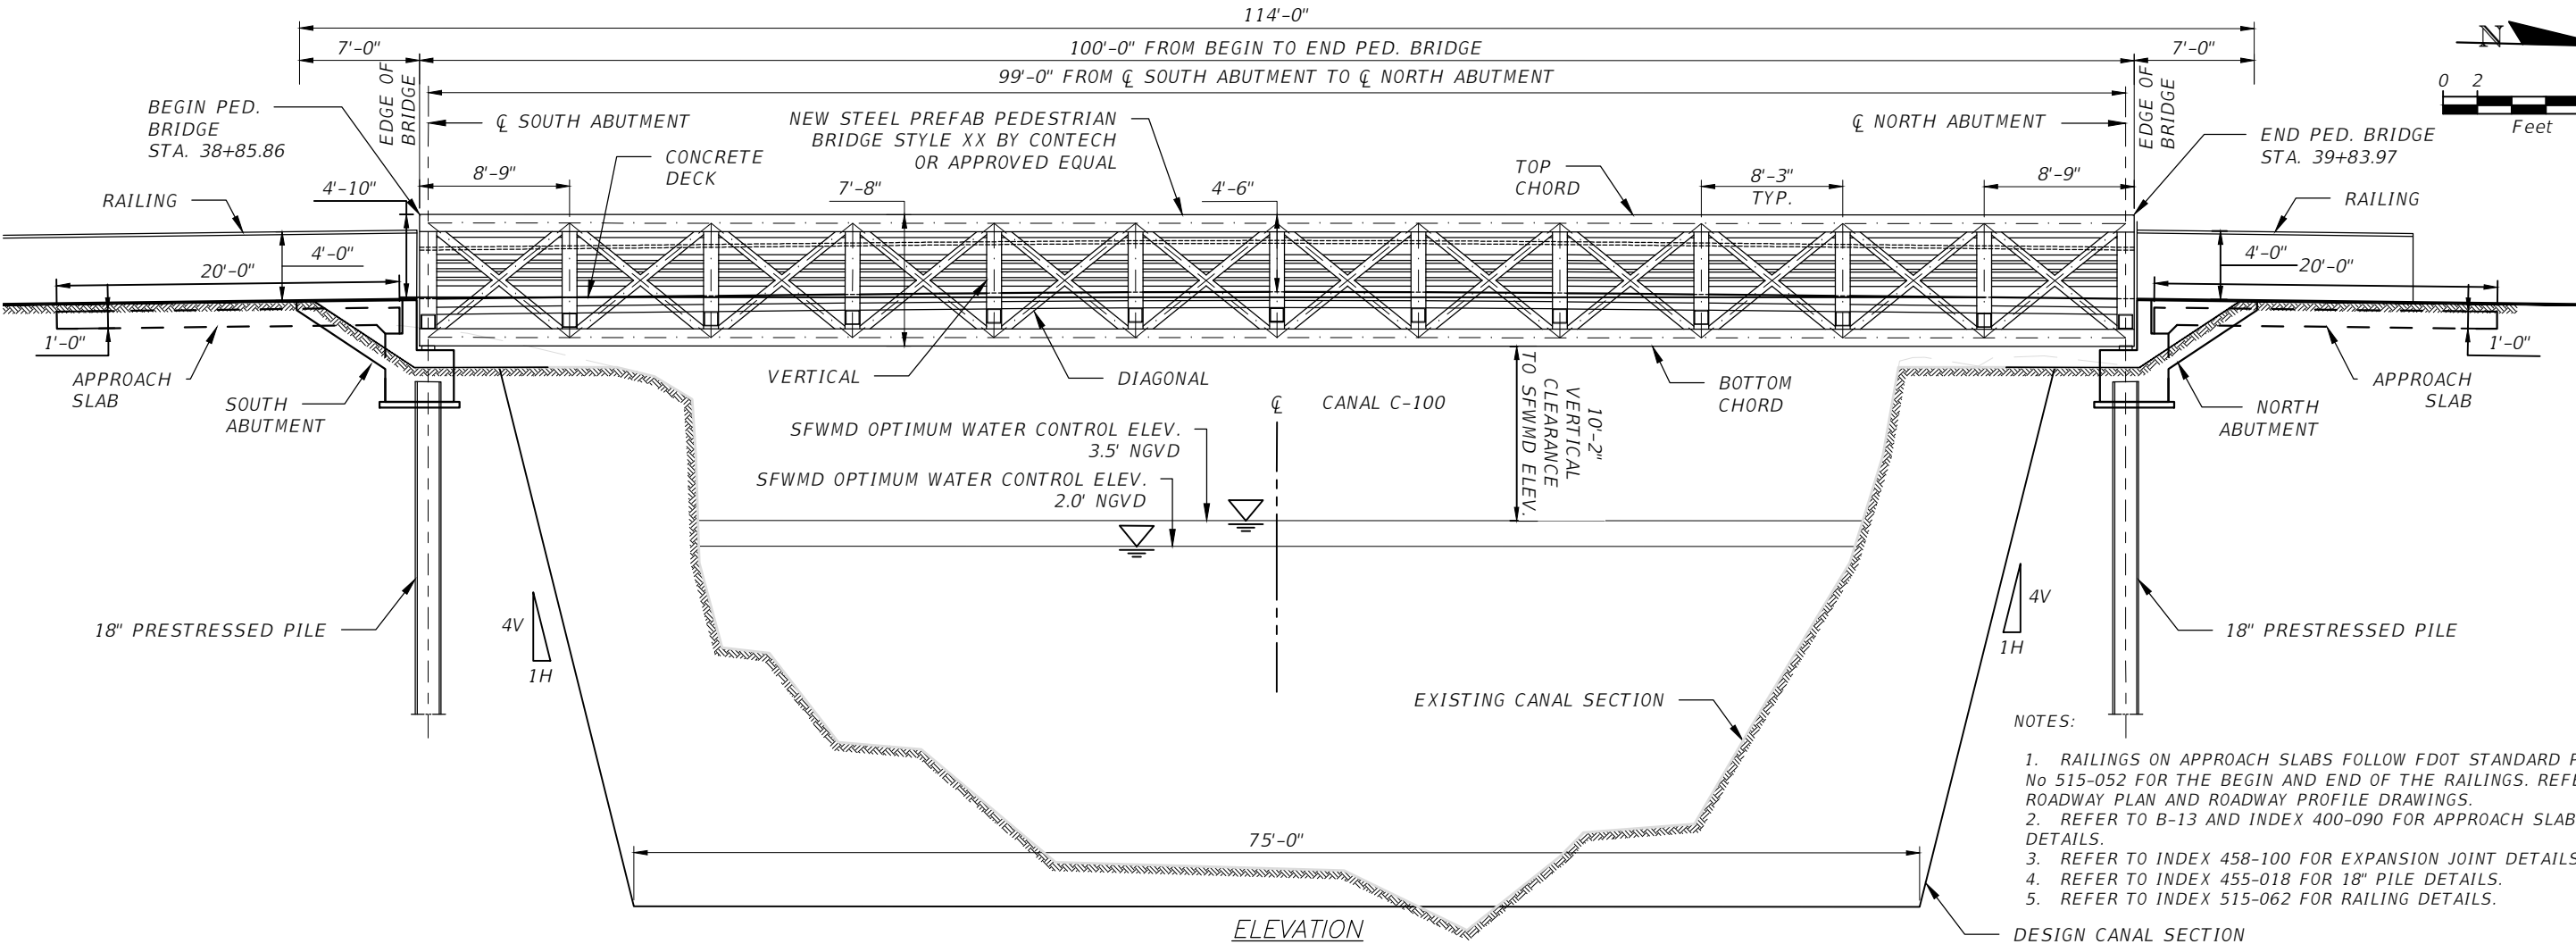 114'-0"
7'-0"
100'-0" FROM BEGIN TO END PED. BRIDGE
7'-0"
99'-0" FROM ℄ SOUTH ABUTMENT TO ℄ NORTH ABUTMENT
N
0 2
Feet
EDGE OF
BRIDGE
EDGE OF
BRIDGE
BEGIN PED.
BRIDGE
STA. 38+85.86
℄ SOUTH ABUTMENT
NEW STEEL PREFAB PEDESTRIAN
BRIDGE STYLE XX BY CONTECH
OR APPROVED EQUAL
℄ NORTH ABUTMENT
END PED. BRIDGE
STA. 39+83.97
CONCRETE
DECK
TOP
CHORD
RAILING
4'-10"
8'-9"
7'-8"
4'-6"
8'-3"
TYP.
8'-9"
RAILING
20'-0"
4'-0"
4'-0"
20'-0"
1'-0"
1'-0"
APPROACH
SLAB
SOUTH
ABUTMENT
VERTICAL
DIAGONAL
10'-2"
VERTICAL
CLEARANCE
TO SFWMD ELEV.
BOTTOM
CHORD
APPROACH
SLAB
NORTH
ABUTMENT
℄ CANAL C-100
SFWMD OPTIMUM WATER CONTROL ELEV.
3.5' NGVD
SFWMD OPTIMUM WATER CONTROL ELEV.
2.0' NGVD
18" PRESTRESSED PILE
4V
1H
4V
1H
18" PRESTRESSED PILE
EXISTING CANAL SECTION
75'-0"
NOTES:
1. RAILINGS ON APPROACH SLABS FOLLOW FDOT STANDARD
No 515-052 FOR THE BEGIN AND END OF THE RAILINGS.
ROADWAY PLAN AND ROADWAY PROFILE DRAWINGS.
2. REFER TO B-13 AND INDEX 400-090 FOR APPROACH SLAB
DETAILS.
3. REFER TO INDEX 458-100 FOR EXPANSION JOINT DETAILS
4. REFER TO INDEX 455-018 FOR 18" PILE DETAILS.
5. REFER TO INDEX 515-062 FOR RAILING DETAILS.
DESIGN CANAL SECTION
ELEVATION